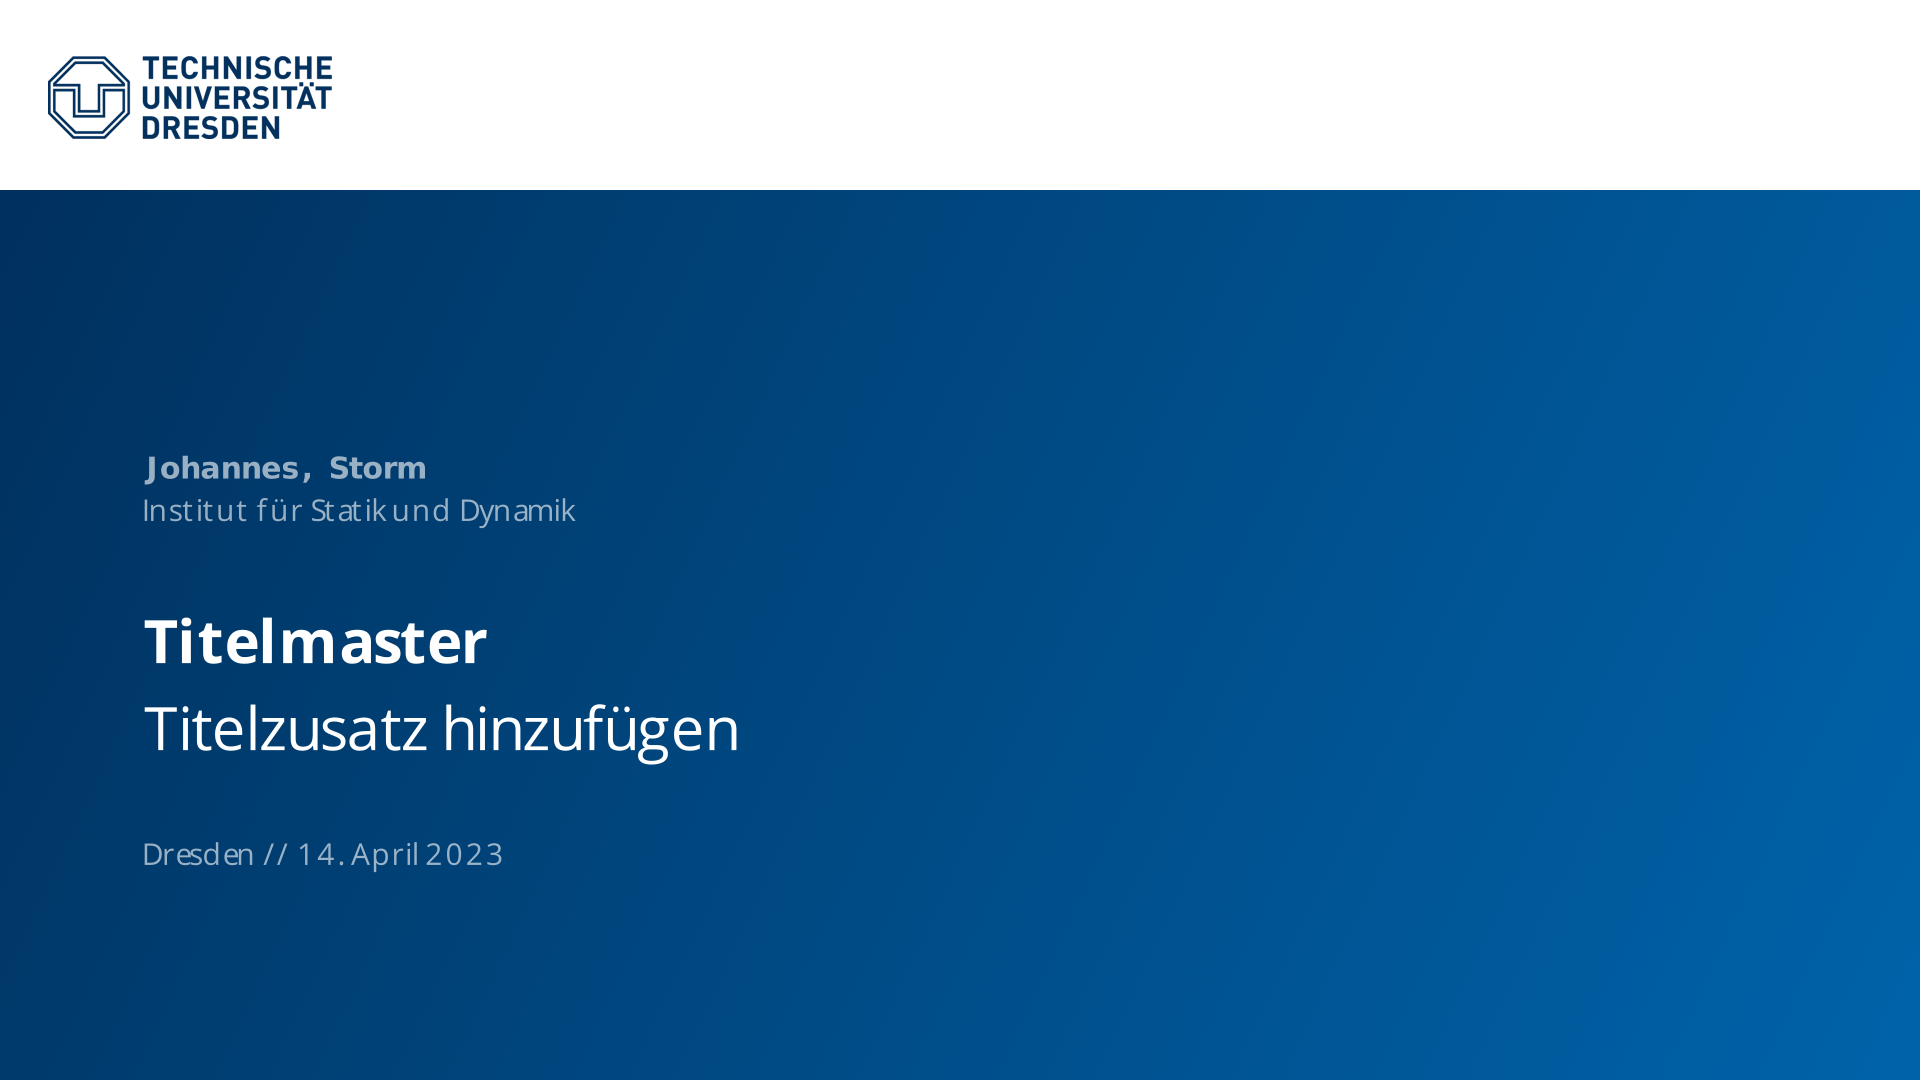 TECHNISCHE
UNIVERSITÄT
DRESDEN
Johannes, Storm
Institut für Statik und Dynamik
Titelmaster
Titelzusatz hinzufügen
Dresden // 14. April 2023